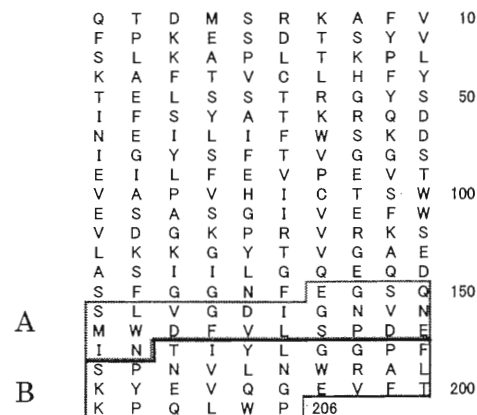 Q T D M S R K A F V 10
F P K E S D T S Y V
S L K A P L T K P L
K A F T V C L H F Y
T E L S S T R G Y S 50
I F S Y A T K R Q D
N E I L I F W S K D
I G Y S F T V G G S
E I L F E V P E V T
V A P V H I C T S W 100
E S A S G I V E F W
V D G K P R V R K S
L K K G Y T V G A E
A S I I L G Q E Q D
S F G G N F E G S Q 150
A S L V G D I G N V N
M W D F V L S P D E
I N T I Y L G G P F
B S P N V L N W R A L
K Y E V Q G E V F T 200
K P Q L W P 206